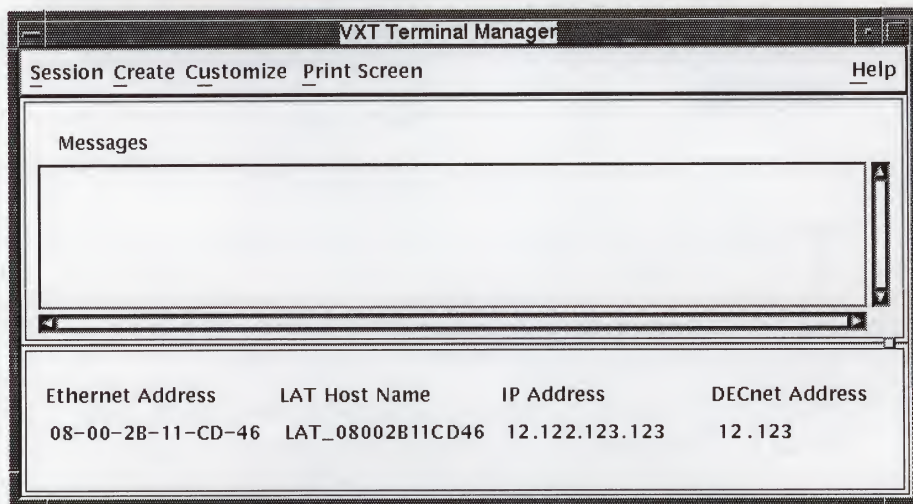 VXT Terminal Manager
Session Create Customize Print Screen Help
Messages
Ethernet Address LAT Host Name IP Address DECnet Address
08-00-2B-11-CD-46 LAT_08002B11CD46 12.122.123.123 12.123